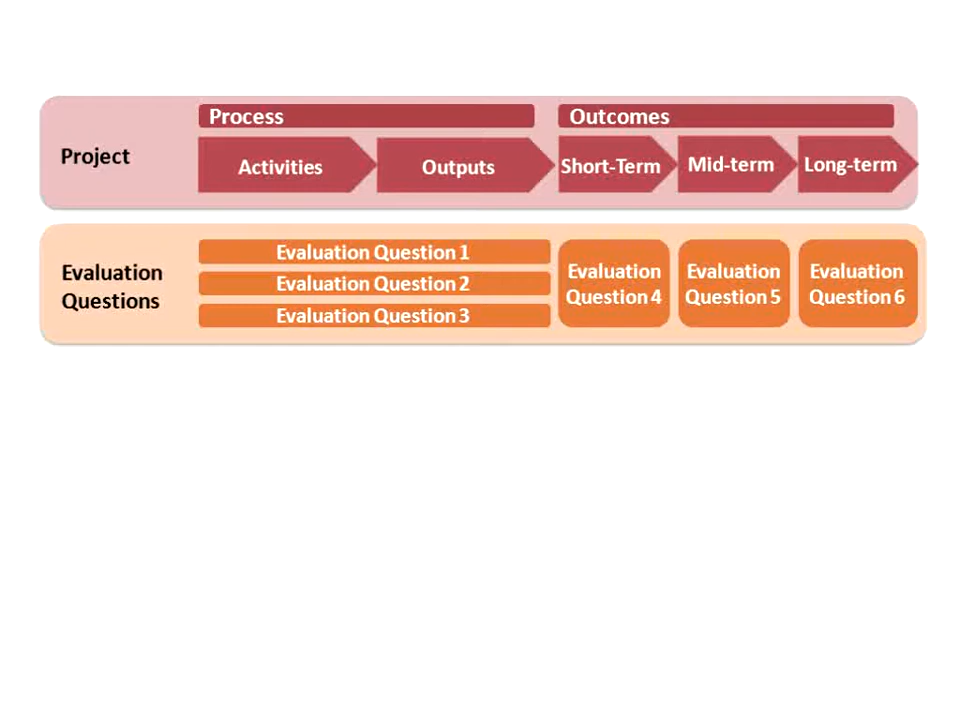 Process
Outcomes
Project
Activities
Outputs
Short-Term
Mid-term
Long-term
Evaluation
Questions
Evaluation Question 1
Evaluation Question 2
Evaluation Question 3
Evaluation
Question 4
Evaluation
Question 5
Evaluation
Question 6